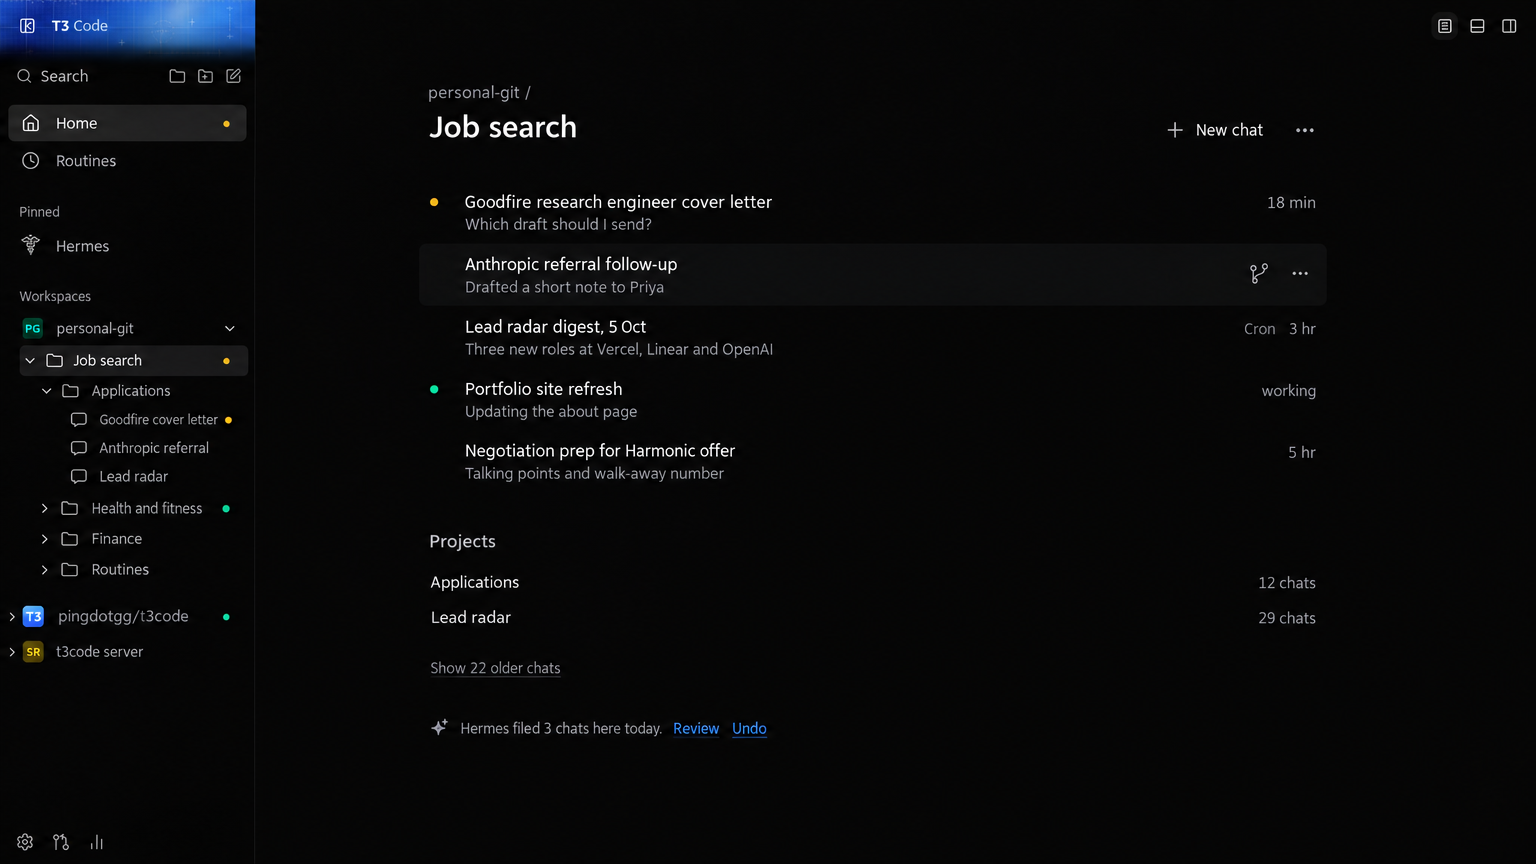 T3 Code
Search
Home
Routines
Pinned
Hermes
Workspaces
PG personal-git
Job search
Applications
Goodfire cover letter
Anthropic referral
Lead radar
Health and fitness
Finance
Routines
T3 pingdotgg/t3code
SR t3code server
personal-git /
Job search
New chat
Goodfire research engineer cover letter
18 min
Which draft should I send?
Anthropic referral follow-up
Drafted a short note to Priya
Lead radar digest, 5 Oct
Cron 3 hr
Three new roles at Vercel, Linear and OpenAI
Portfolio site refresh
working
Updating the about page
Negotiation prep for Harmonic offer
5 hr
Talking points and walk-away number
Projects
Applications
12 chats
Lead radar
29 chats
Show 22 older chats
Hermes filed 3 chats here today. Review Undo